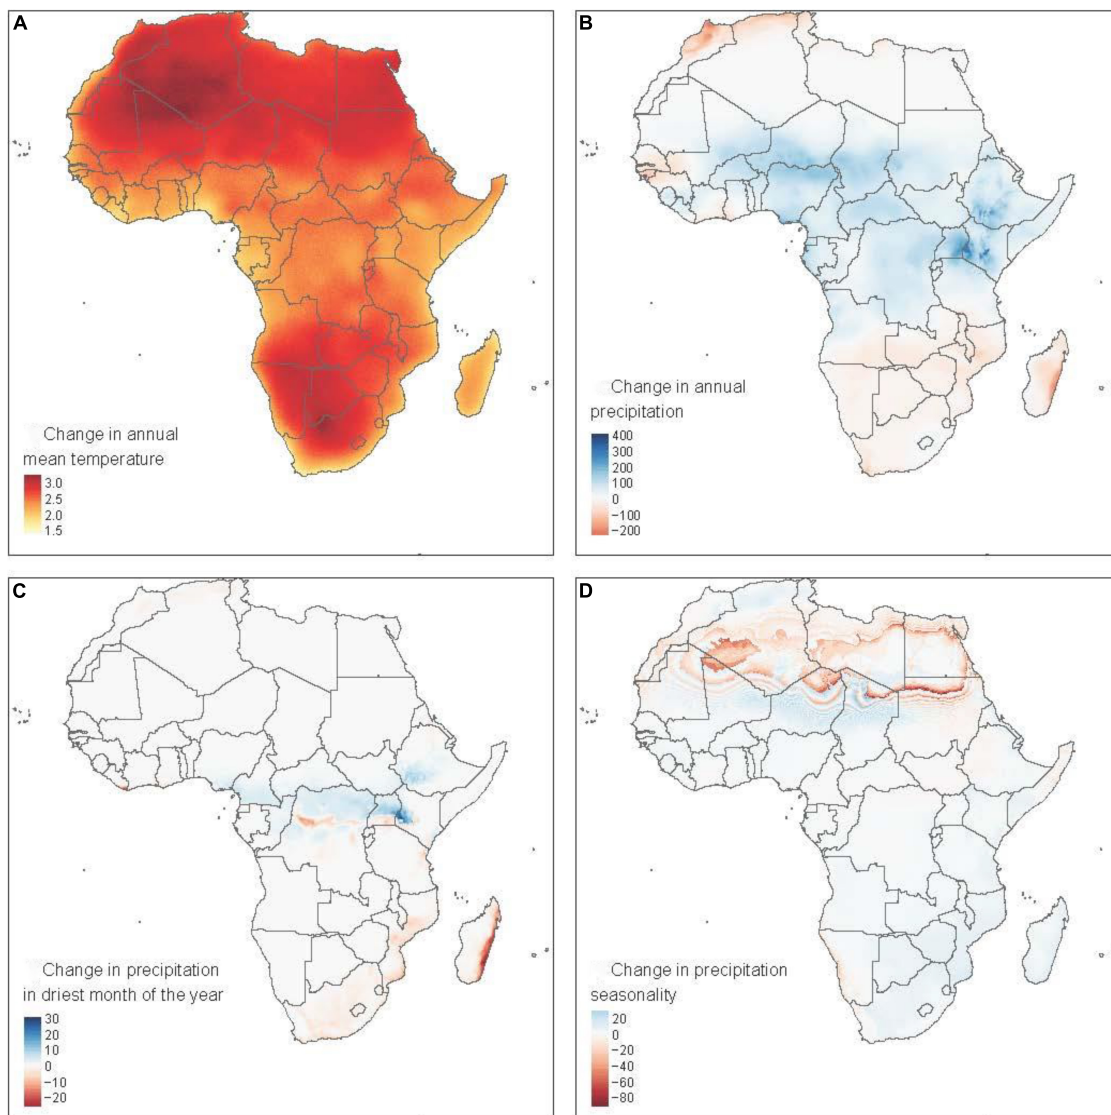 A
Change in annual
mean temperature
3.0
2.5
2.0
1.5
B
Change in annual
precipitation
400
300
200
100
0
−100
−200
C
Change in precipitation
in driest month of the year
30
20
10
0
−10
−20
D
Change in precipitation
seasonality
20
0
−20
−40
−60
−80